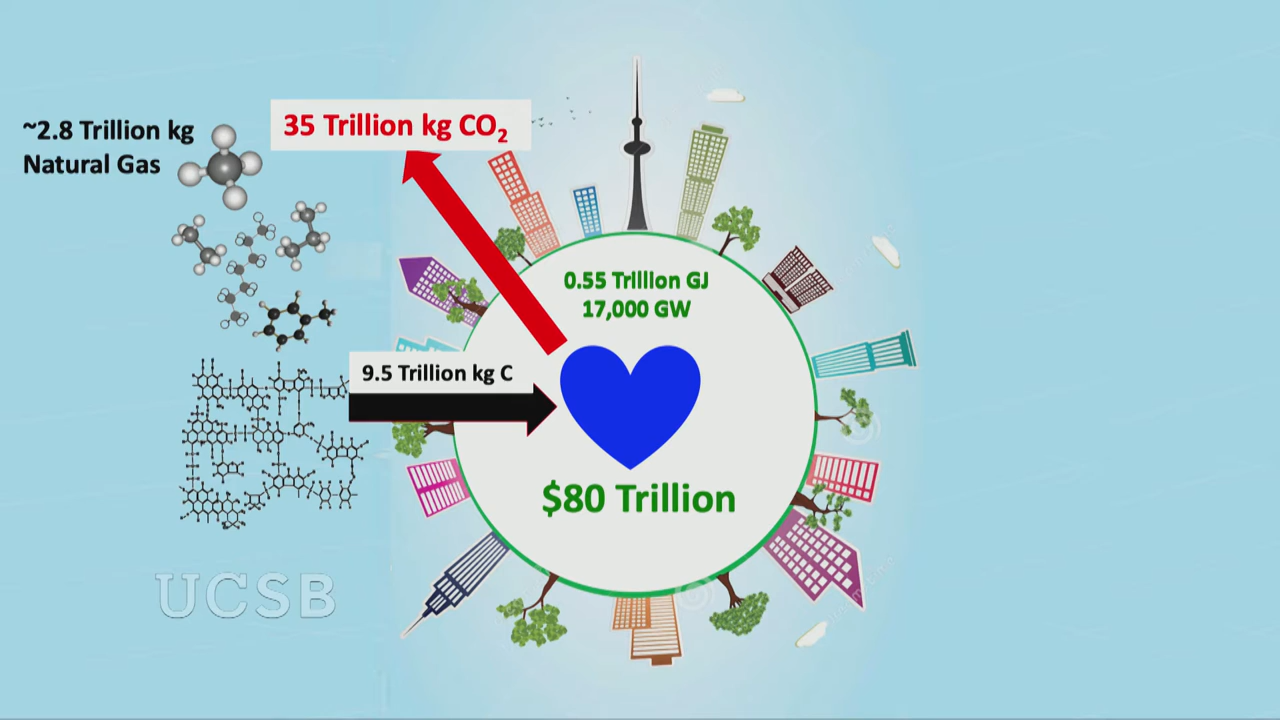 ~2.8 Trillion kg
Natural Gas
35 Trillion kg CO₂
0.55 Trillion GJ
17,000 GW
9.5 Trillion kg C
$80 Trillion
UCSB